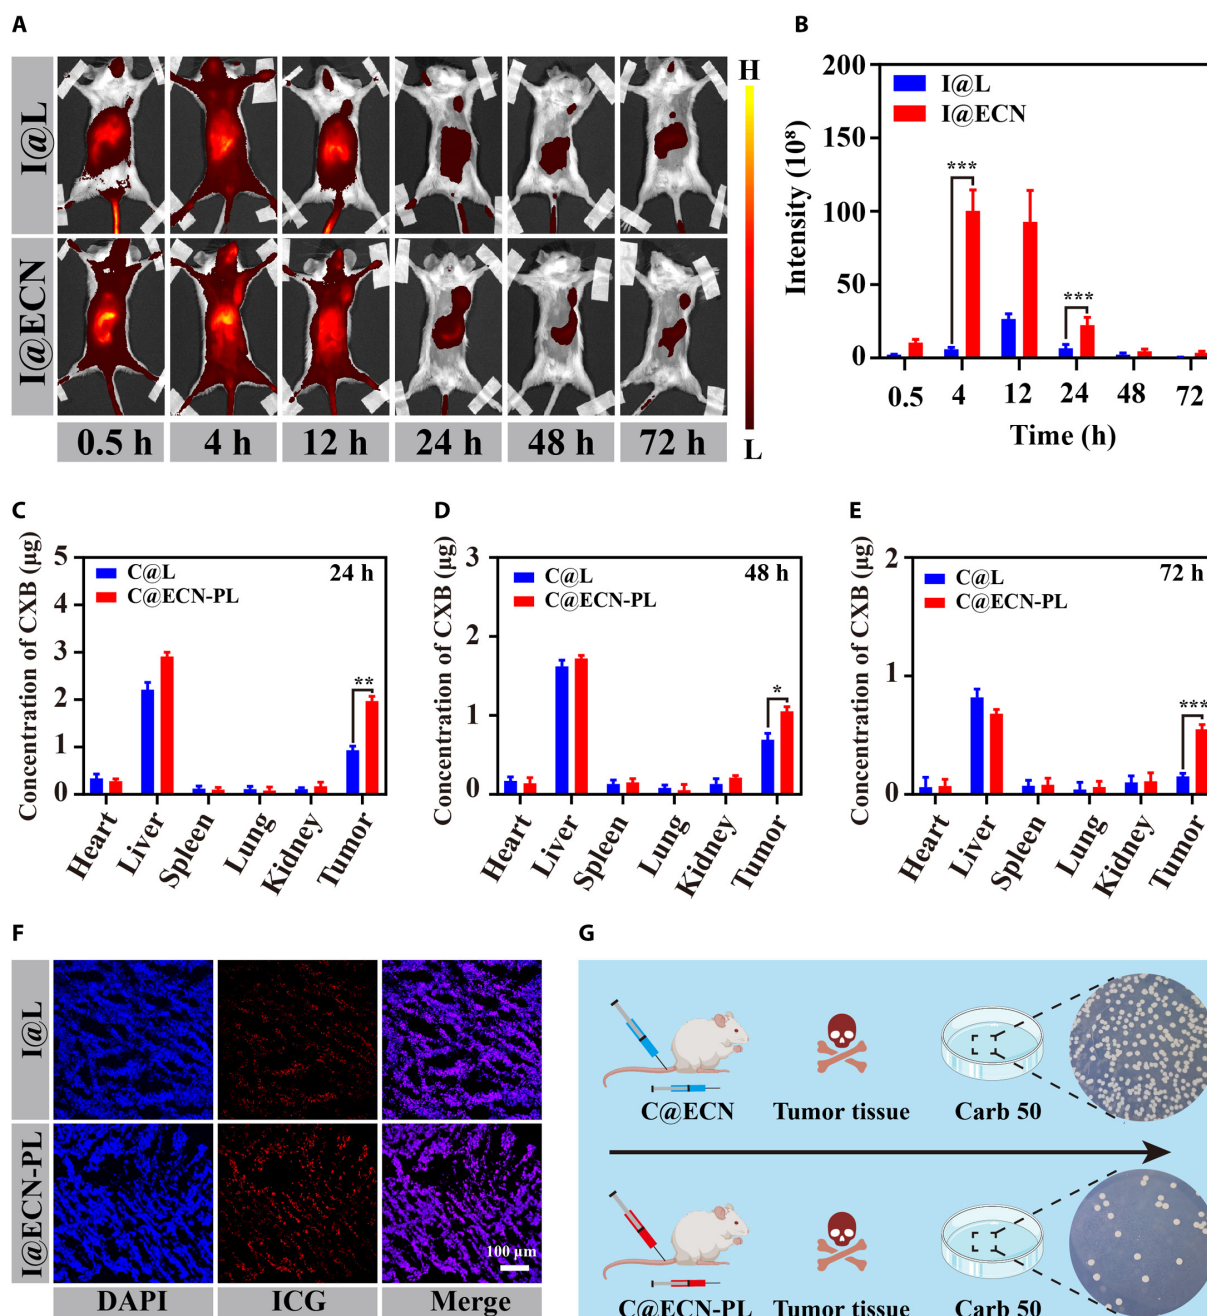 A
I@L
I@ECN
0.5 h
4 h
12 h
24 h
48 h
72 h
H
L
B
Intensity (10⁸)
200
150
100
50
0
I@L
I@ECN
***
***
0.5
4
12
24
48
72
Time (h)
C
Concentration of CXB (μg)
5
4
3
2
1
0
C@L
C@ECN-PL
24 h
**
Heart
Liver
Spleen
Lung
Kidney
Tumor
D
Concentration of CXB (μg)
3
2
1
0
C@L
C@ECN-PL
48 h
*
Heart
Liver
Spleen
Lung
Kidney
Tumor
E
Concentration of CXB (μg)
2
1
0
C@L
C@ECN-PL
72 h
***
Heart
Liver
Spleen
Lung
Kidney
Tumor
F
I@L
I@ECN-PL
100 μm
DAPI
ICG
Merge
G
C@ECN
Tumor tissue
Carb 50
C@ECN-PL
Tumor tissue
Carb 50